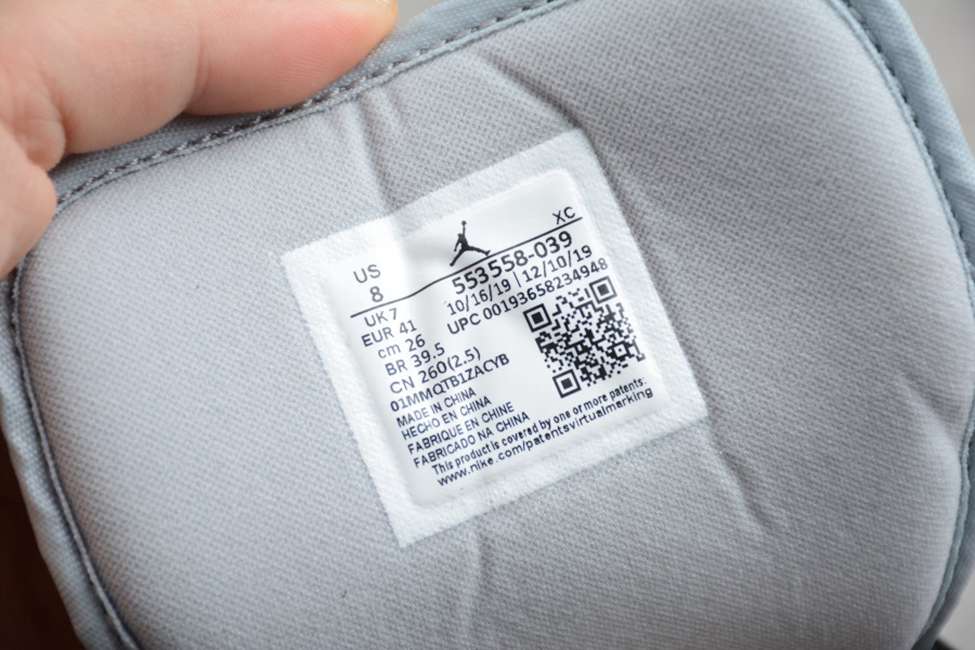 US
8
XC
553558-039
10/16/19 | 12/10/19
UPC 00193658234948
UK 7
EUR 41
cm 26
BR 39.5
CN 260(2.5)
01MMQTB1ZACYB
MADE IN CHINA
HECHO EN CHINA
FABRIQUE EN CHINE
FABRICADO NA CHINA
This product is covered by one or more patents:
www.nike.com/patentsvirtualmarking